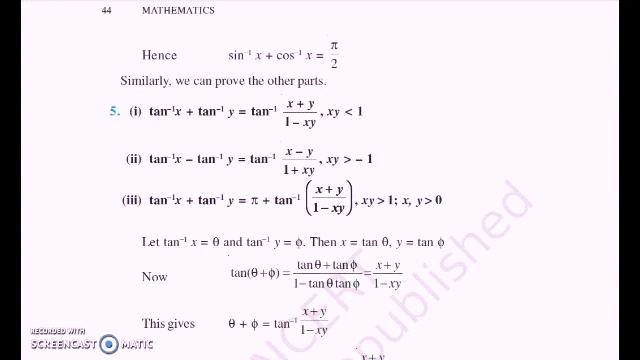 44 MATHEMATICS
Hence sin⁻¹ x + cos⁻¹ x = π/2
Similarly, we can prove the other parts.
5. (i) tan⁻¹x + tan⁻¹ y = tan⁻¹ (x + y)/(1 – xy), xy < 1
(ii) tan⁻¹x – tan⁻¹ y = tan⁻¹ (x – y)/(1 + xy), xy > – 1
(iii) tan⁻¹x + tan⁻¹ y = π + tan⁻¹ ((x + y)/(1 – xy)), xy > 1; x, y > 0
Let tan⁻¹ x = θ and tan⁻¹ y = ϕ. Then x = tan θ, y = tan ϕ
Now tan(θ+ϕ) = (tan θ + tan ϕ)/(1 – tan θ tan ϕ) = (x + y)/(1 – xy)
This gives θ + ϕ = tan⁻¹ (x + y)/(1 – xy)
x + y
NCERT
republished
RECORDED WITH
SCREENCAST MATIC